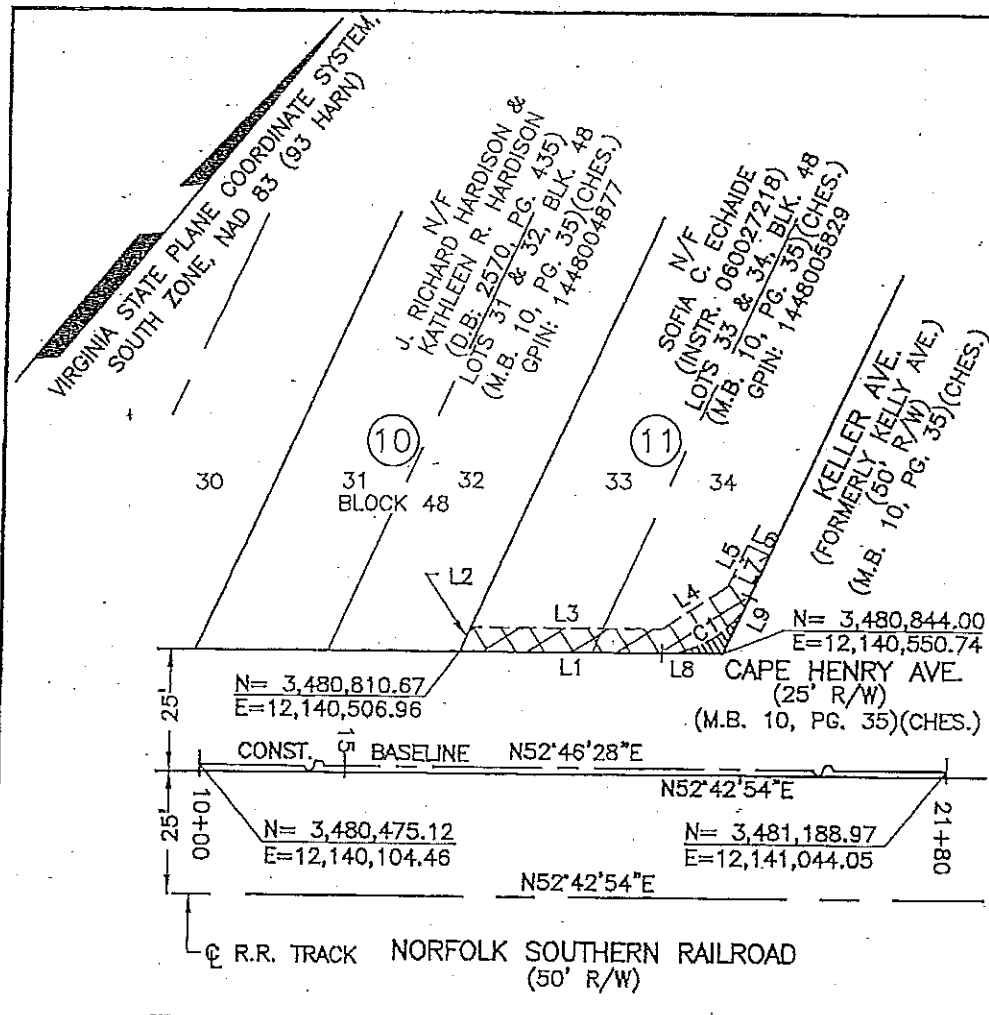 VIRGINIA STATE PLANE COORDINATE SYSTEM,
SOUTH ZONE, NAD 83 (93 HARN)
N/F
J. RICHARD HARDISON &
KATHLEEN R. HARDISON
(D.B. 2570, PG. 435)
LOTS 31 & 32, BLK. 48
(M.B. 10, PG. 35)(CHES.)
GPIN: 1448004877
N/F
SOFIA C. ECHAIDE
(INSTR. 060027218)
LOTS 33 & 34, BLK. 48
(M.B. 10, PG. 35)(CHES.)
GPIN: 1448005829
KELLER AVE.
(FORMERLY KELLY AVE.)
(50' R/W)
(M.B. 10, PG. 35)(CHES.)
10
11
30
31
32
33
34
BLOCK 48
L2
L3
L4
L5
L6
L7
C1
L9
L1
L8
N= 3,480,844.00
E=12,140,550.74
CAPE HENRY AVE.
(25' R/W)
(M.B. 10, PG. 35)(CHES.)
N= 3,480,810.67
E=12,140,506.96
25'
CONST. 15 BASELINE N52°46'28"E
N52°42'54"E
25'
10+00
21+80
N= 3,480,475.12
E=12,140,104.46
N= 3,481,188.97
E=12,141,044.05
N52°42'54"E
℄ R.R. TRACK NORFOLK SOUTHERN RAILROAD
(50' R/W)